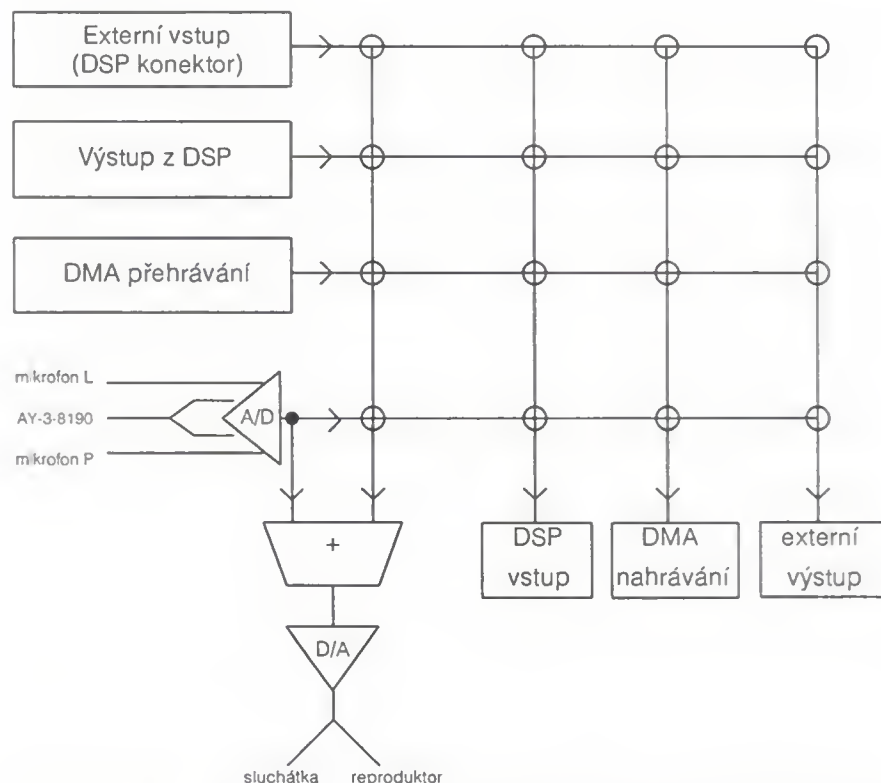 Externí vstup
(DSP konektor)
Výstup z DSP
DMA přehrávání
mikrofon L
AY-3-8190
mikrofon P
A/D
+
D/A
DSP
vstup
DMA
nahrávání
externí
výstup
sluchátka
reproduktor